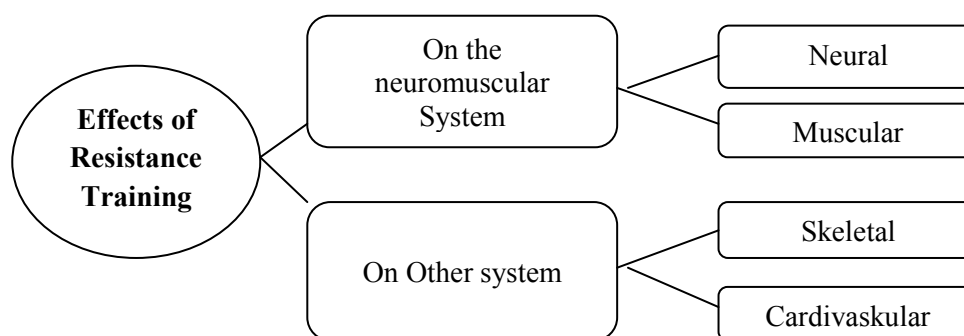 Effects of
Resistance
Training
On the
neuromuscular
System
Neural
Muscular
On Other system
Skeletal
Cardivaskular